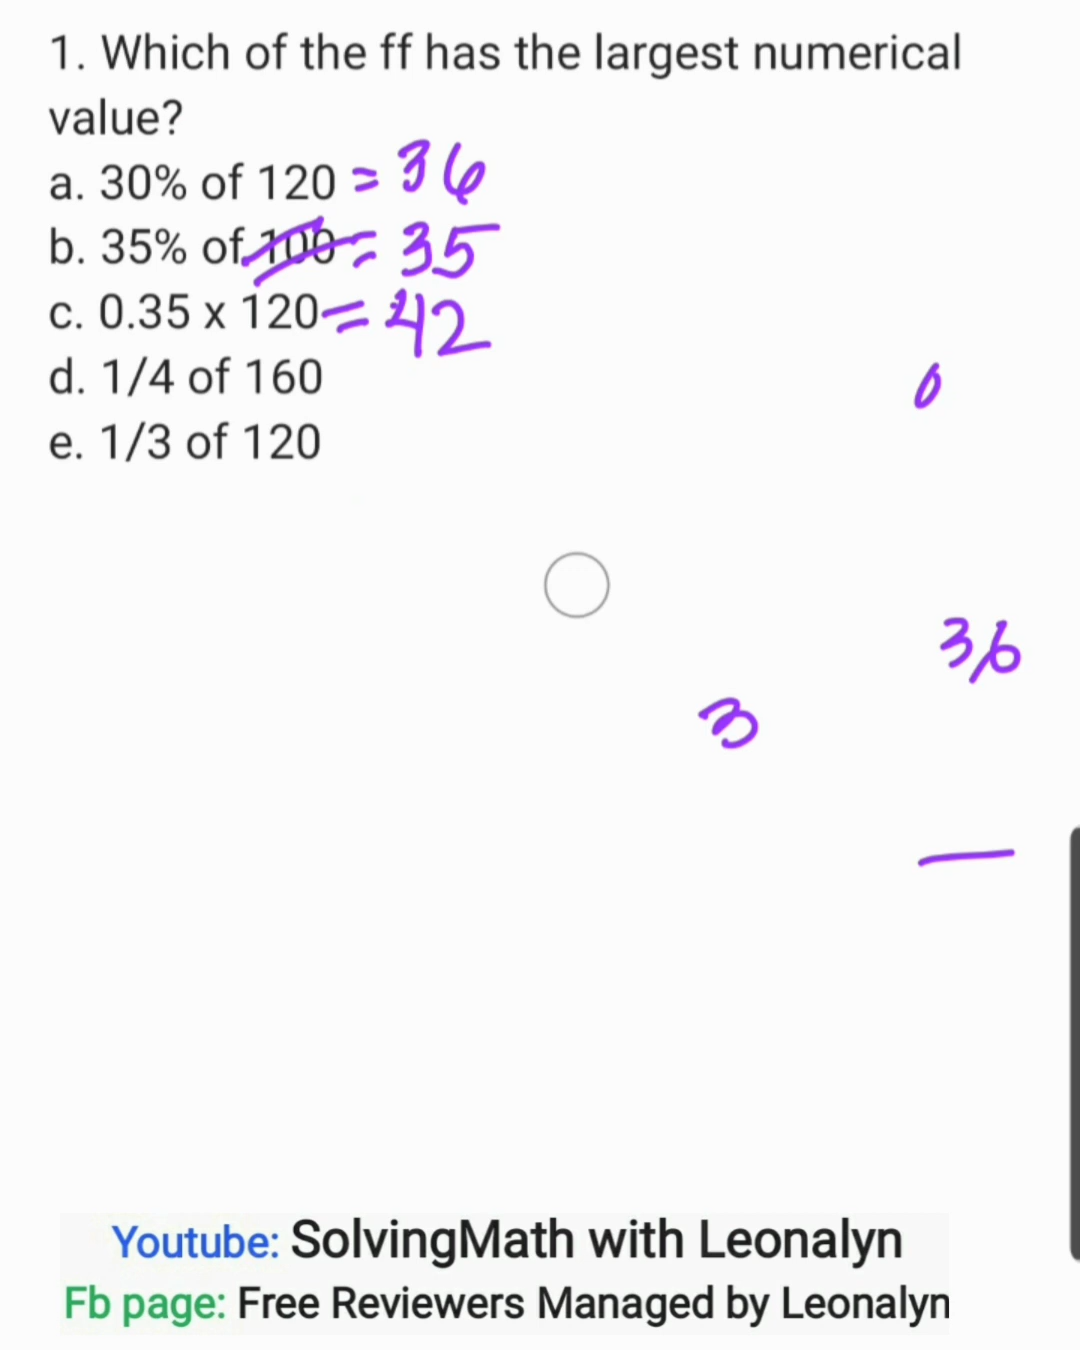 1. Which of the ff has the largest numerical
value?
a. 30% of 120 = 36
b. 35% of 100 = 35
c. 0.35 x 120 = 42
d. 1/4 of 160
e. 1/3 of 120
6
36
3
Youtube: SolvingMath with Leonalyn
Fb page: Free Reviewers Managed by Leonalyn